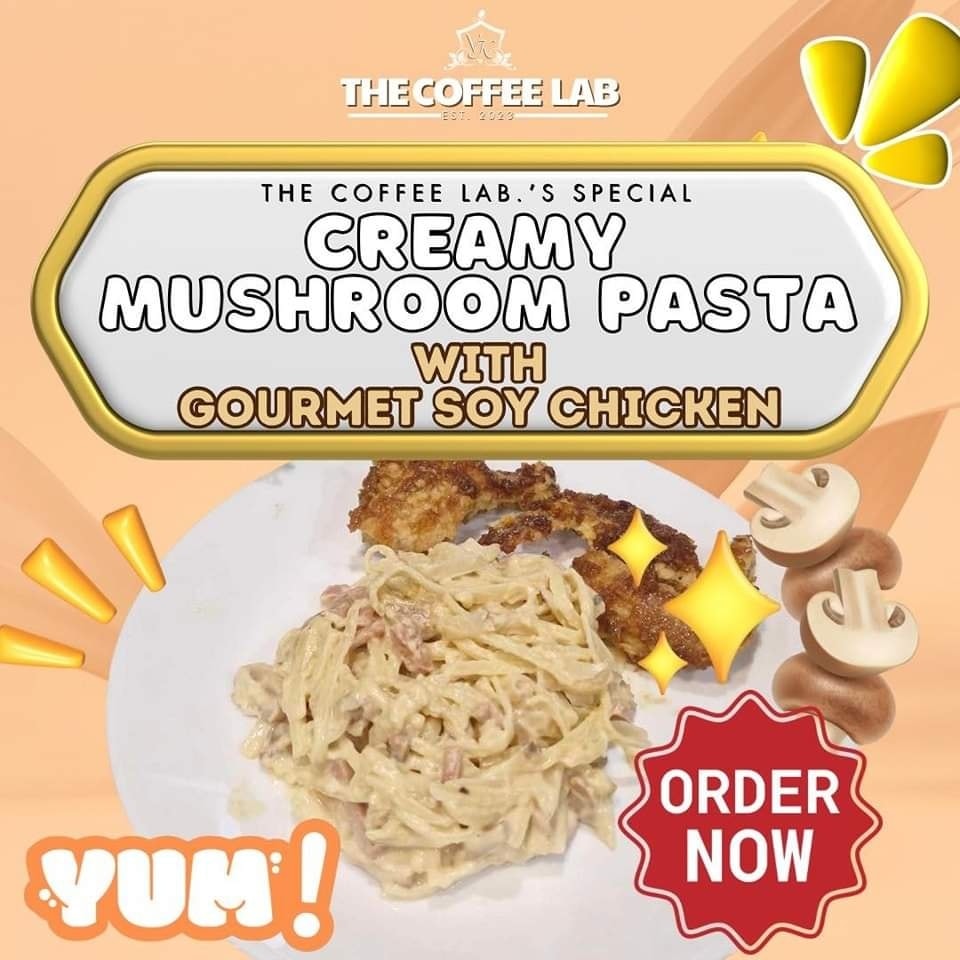 THE COFFEE LAB
EST. 2023
THE COFFEE LAB.'S SPECIAL
CREAMY
MUSHROOM PASTA
WITH
GOURMET SOY CHICKEN
ORDER
NOW
YUM!